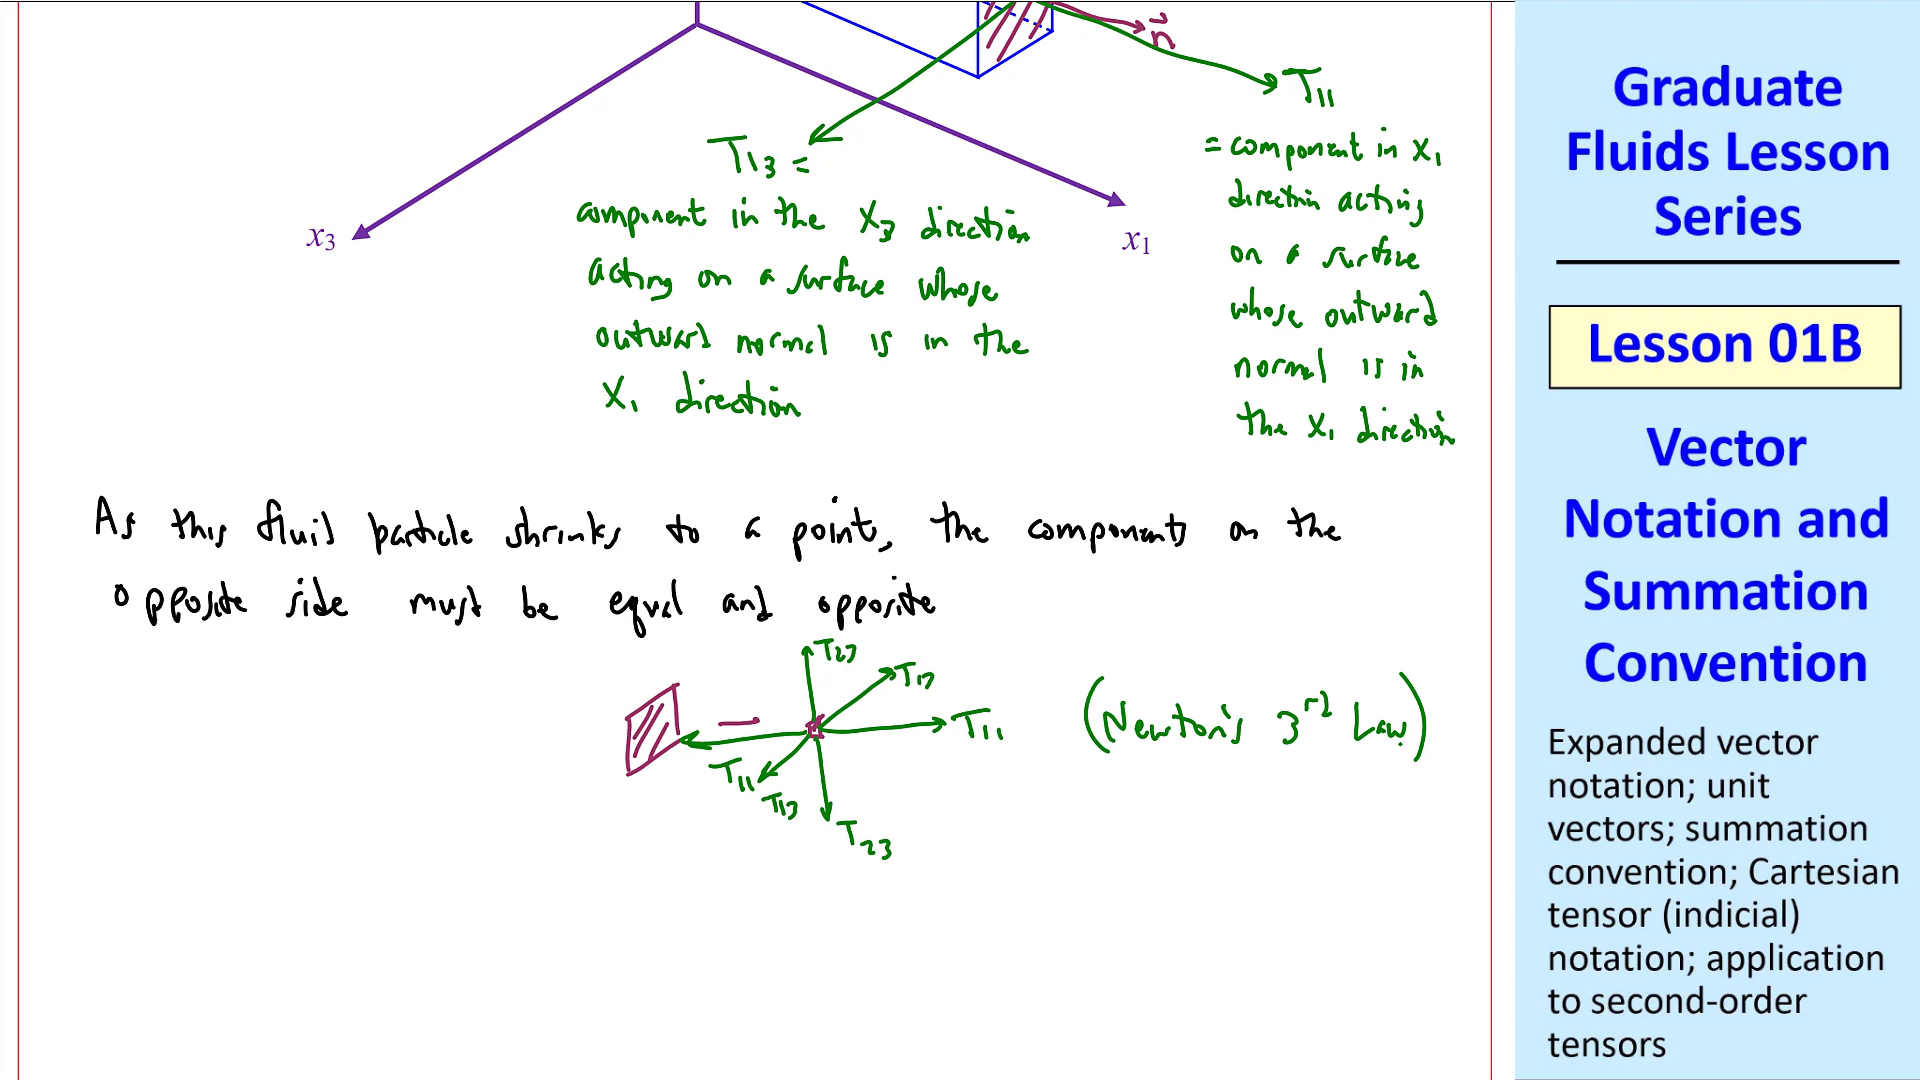 n
T₁₁
= component in x₁
direction acting
on a surface
whose outward
normal is in
the x₁ direction
T₁₃ =
component in the x₃ direction
acting on a surface whose
outward normal is in the
x₁ direction
x₃
x₁
As this fluid particle shrinks to a point, the components on the
opposite side must be equal and opposite
T₂₃
T₁₃
T₁₁
T₁₁
T₁₃
T₂₃
(Newton's 3rd Law)
Graduate
Fluids Lesson
Series
Lesson 01B
Vector
Notation and
Summation
Convention
Expanded vector
notation; unit
vectors; summation
convention; Cartesian
tensor (indicial)
notation; application
to second-order
tensors